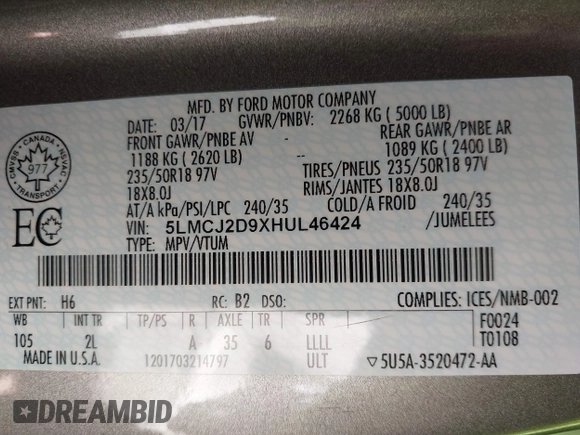 MFD. BY FORD MOTOR COMPANY
DATE: 03/17 GVWR/PNBV: 2268 KG ( 5000 LB)
FRONT GAWR/PNBE AV REAR GAWR/PNBE AR
1188 KG ( 2620 LB) -- 1089 KG ( 2400 LB)
235/50R18 97V TIRES/PNEUS 235/50R18 97V
18X8.0J -- RIMS/JANTES 18X8.0J
AT/A kPa/PSI/LPC 240/35 COLD/A FROID 240/35
VIN: 5LMCJ2D9XHUL46424 /JUMELEES
TYPE: MPV/VTUM
CANADA
CMVSS NSVAC
977
TRANSPORT
EC
EXT PNT: H6 RC: B2 DSO: COMPLIES: ICES/NMB-002
WB INT TR TP/PS R AXLE TR SPR F0024
105 2L A 35 6 LLLL T0108
MADE IN U.S.A. 1201703214797 ULT ▽5U5A-3520472-AA
DREAMBID